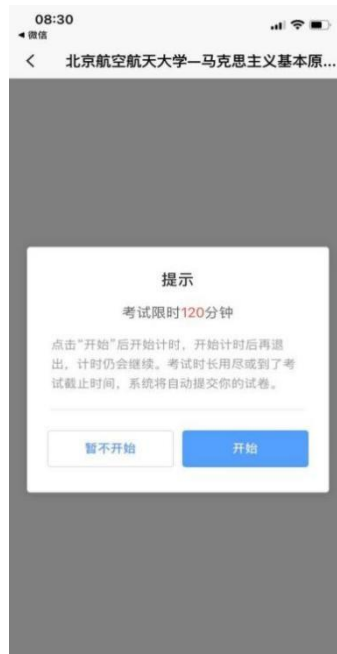 08:30
◀ 微信
北京航空航天大学—马克思主义基本原...
提示
考试限时120分钟
点击“开始”后开始计时，开始计时后再退
出，计时仍会继续。考试时长用尽或到了考
试截止时间，系统将自动提交你的试卷。
暂不开始
开始